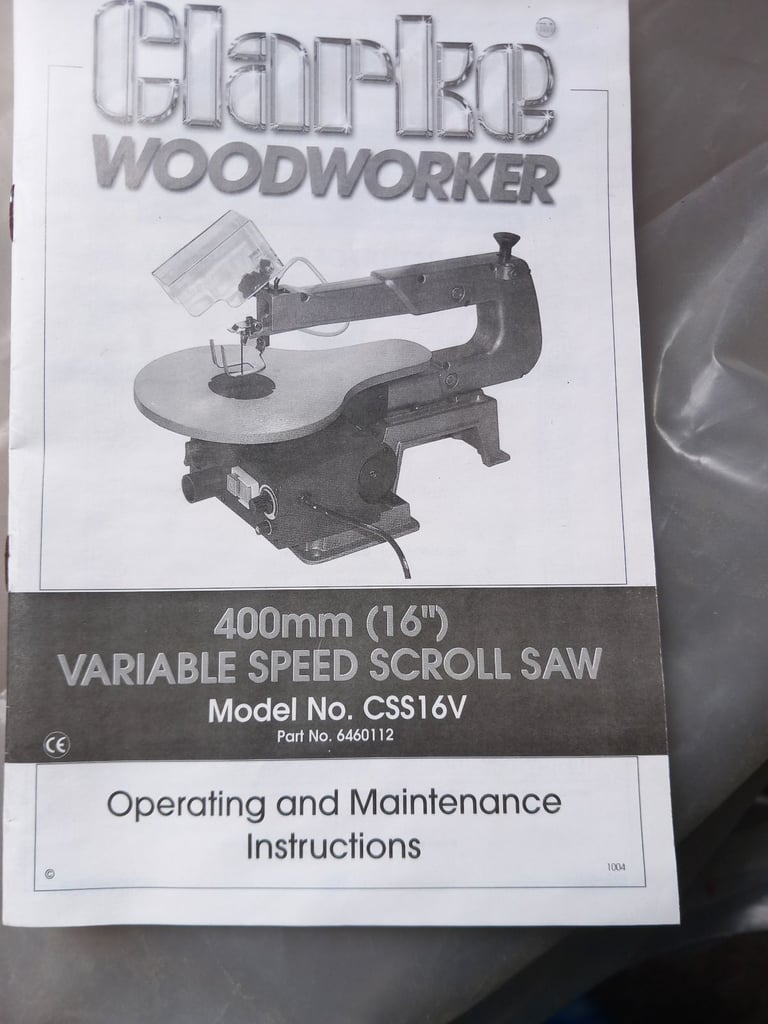 Clarke
WOODWORKER
400mm (16")
VARIABLE SPEED SCROLL SAW
Model No. CSS16V
Part No. 6460112
CE
Operating and Maintenance
Instructions
©
1004